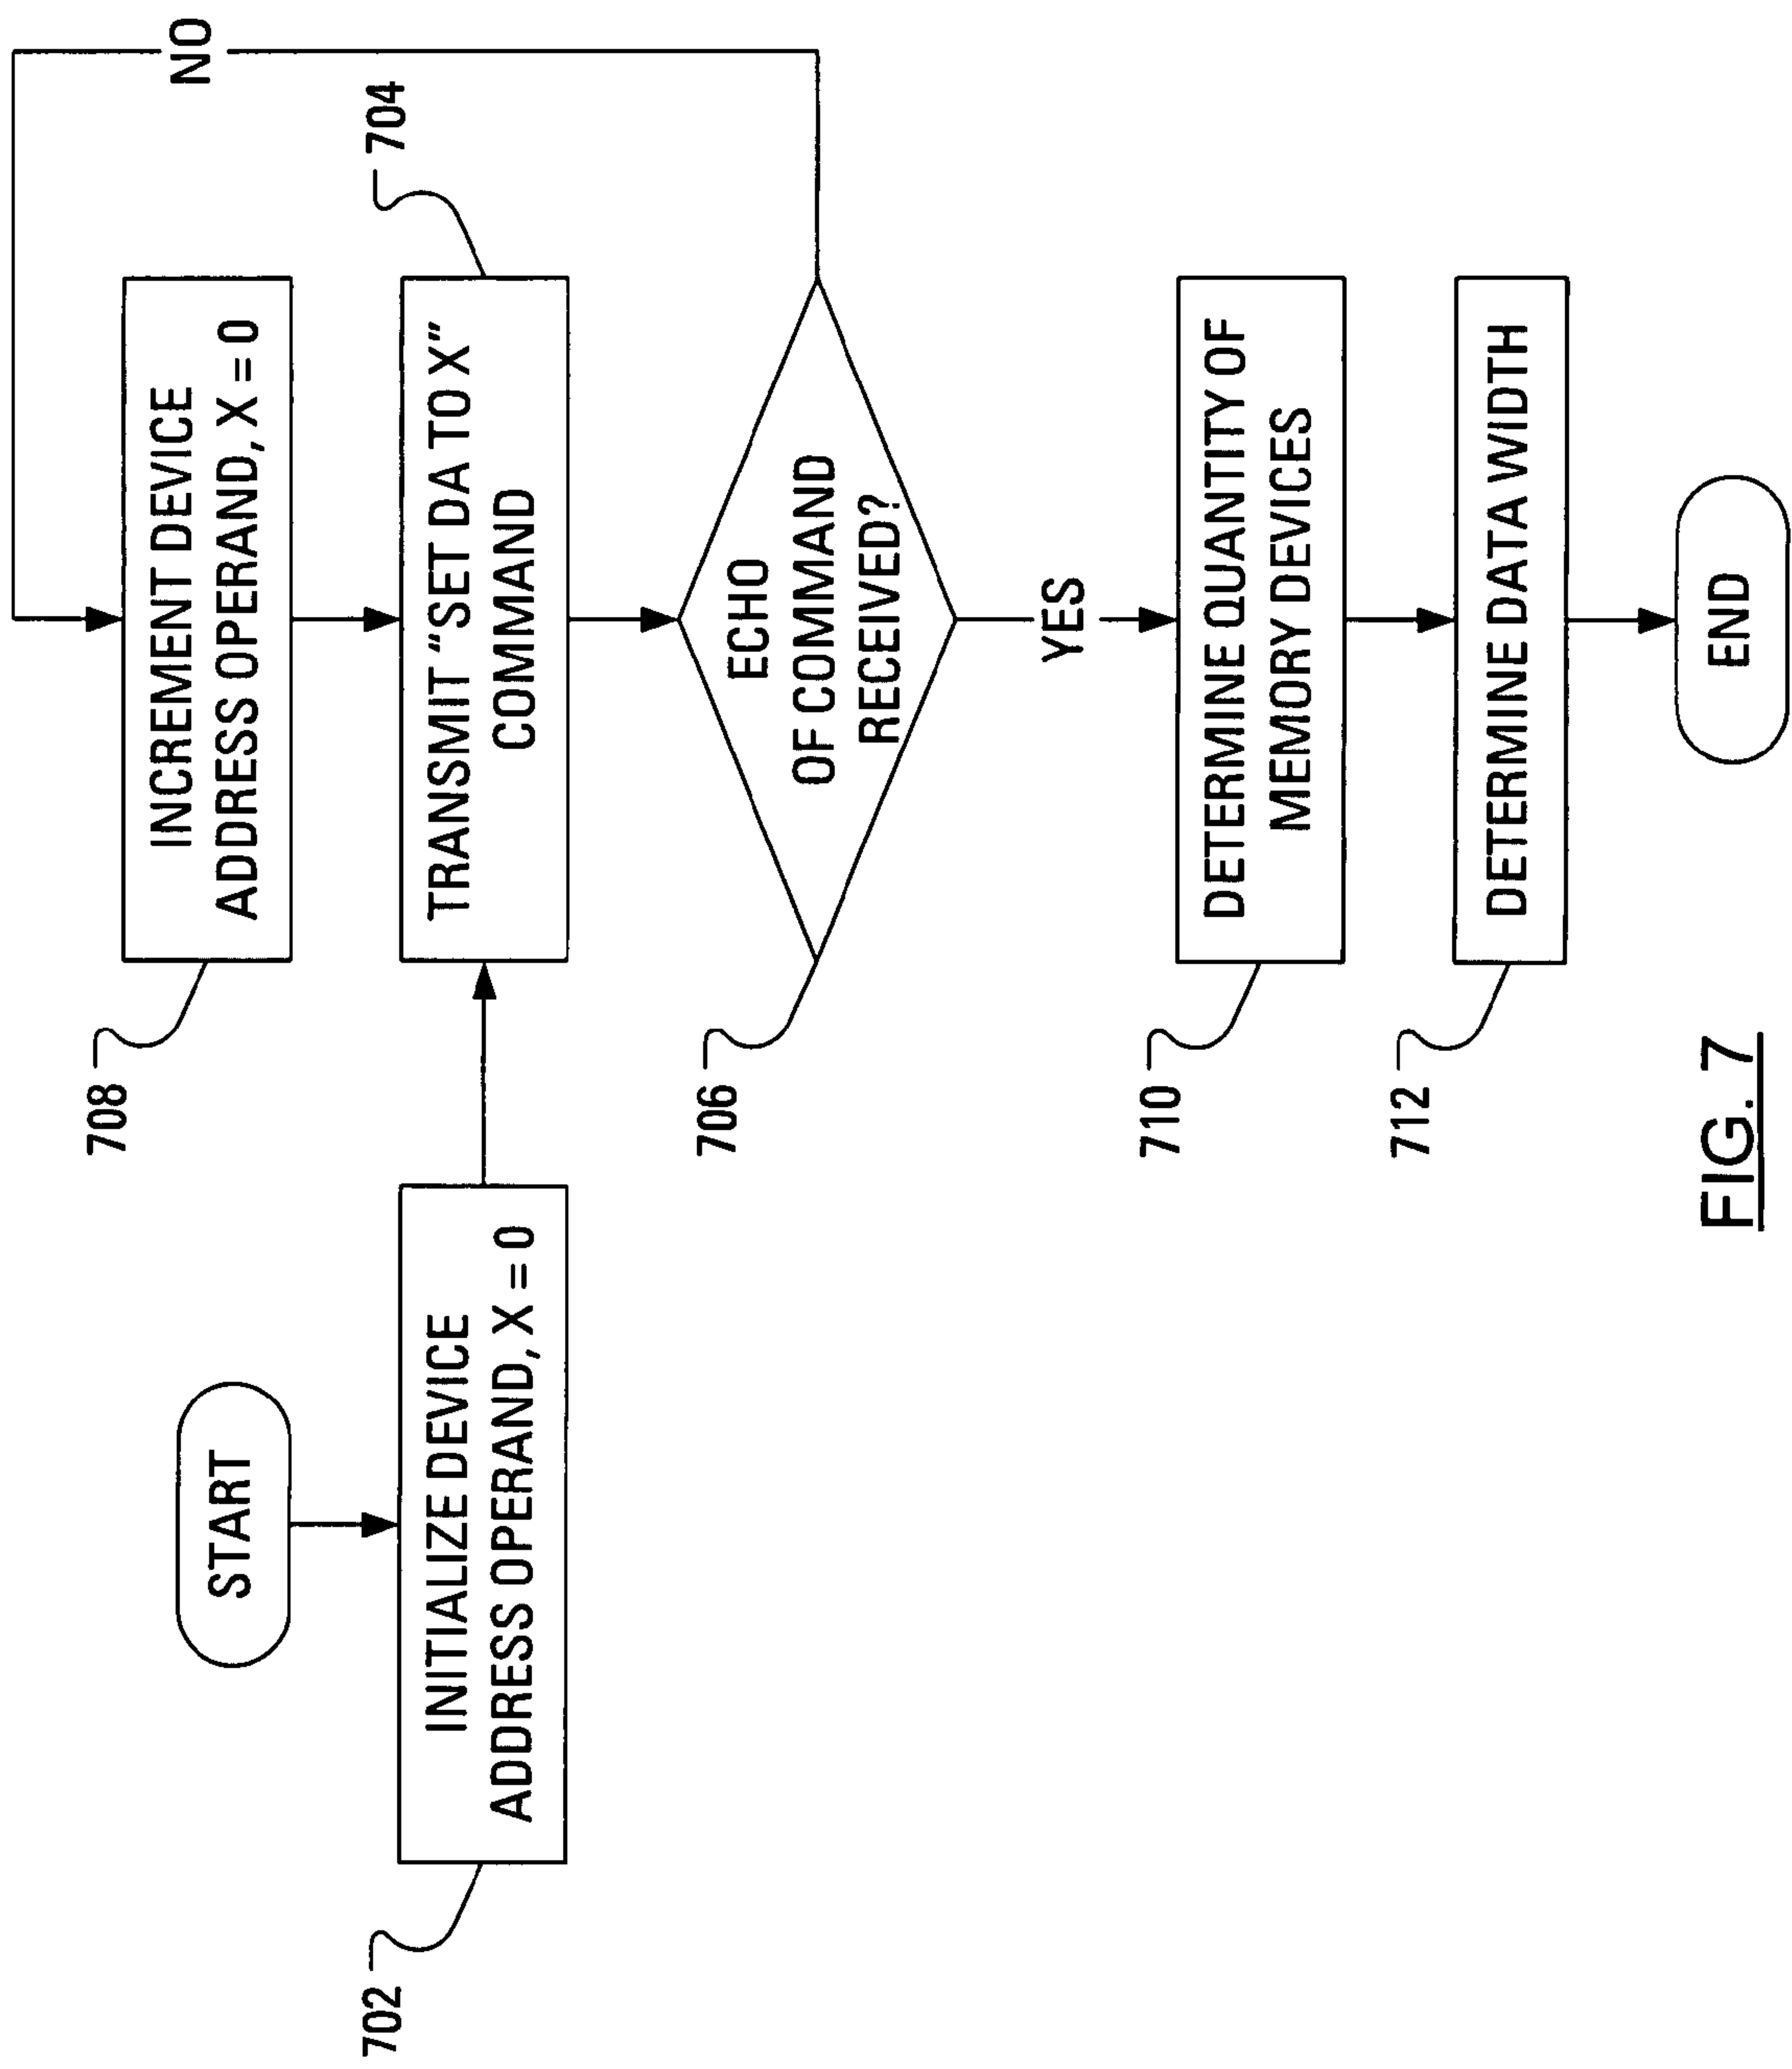 START
702
INITIALIZE DEVICE
ADDRESS OPERAND, X = 0
708
INCREMENT DEVICE
ADDRESS OPERAND, X = 0
NO
704
TRANSMIT "SET DATA TO X"
COMMAND
706
ECHO
OF COMMAND
RECEIVED?
YES
710
DETERMINE QUANTITY OF
MEMORY DEVICES
712
DETERMINE DATA WIDTH
END
FIG. 7